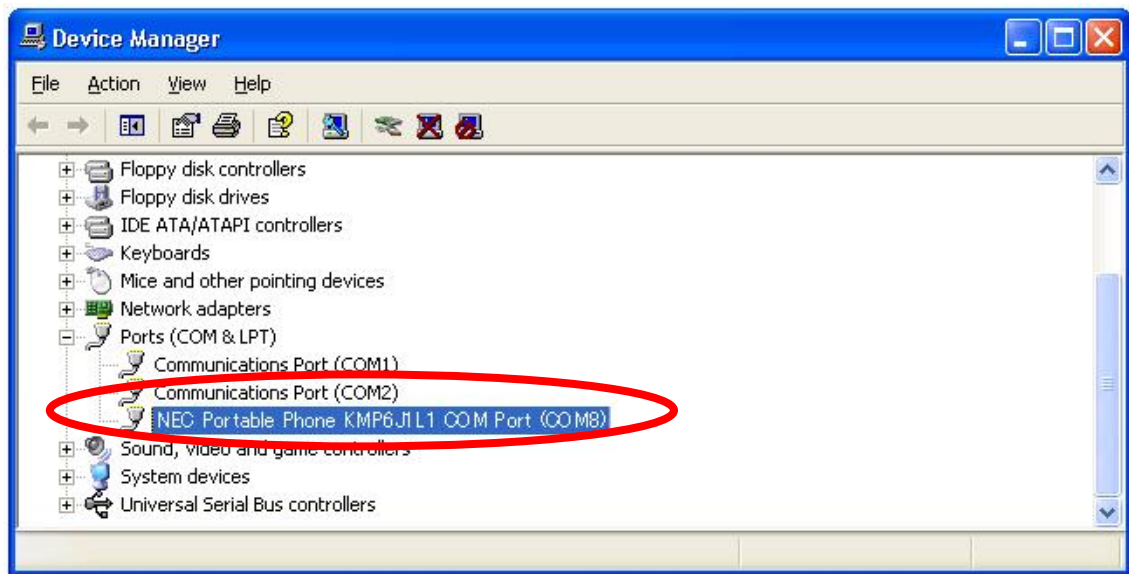 Device Manager
File Action View Help
Floppy disk controllers
Floppy disk drives
IDE ATA/ATAPI controllers
Keyboards
Mice and other pointing devices
Network adapters
Ports (COM & LPT)
Communications Port (COM1)
Communications Port (COM2)
NEC Portable Phone KMP6J1L1 COM Port (COM8)
Sound, video and game controllers
System devices
Universal Serial Bus controllers